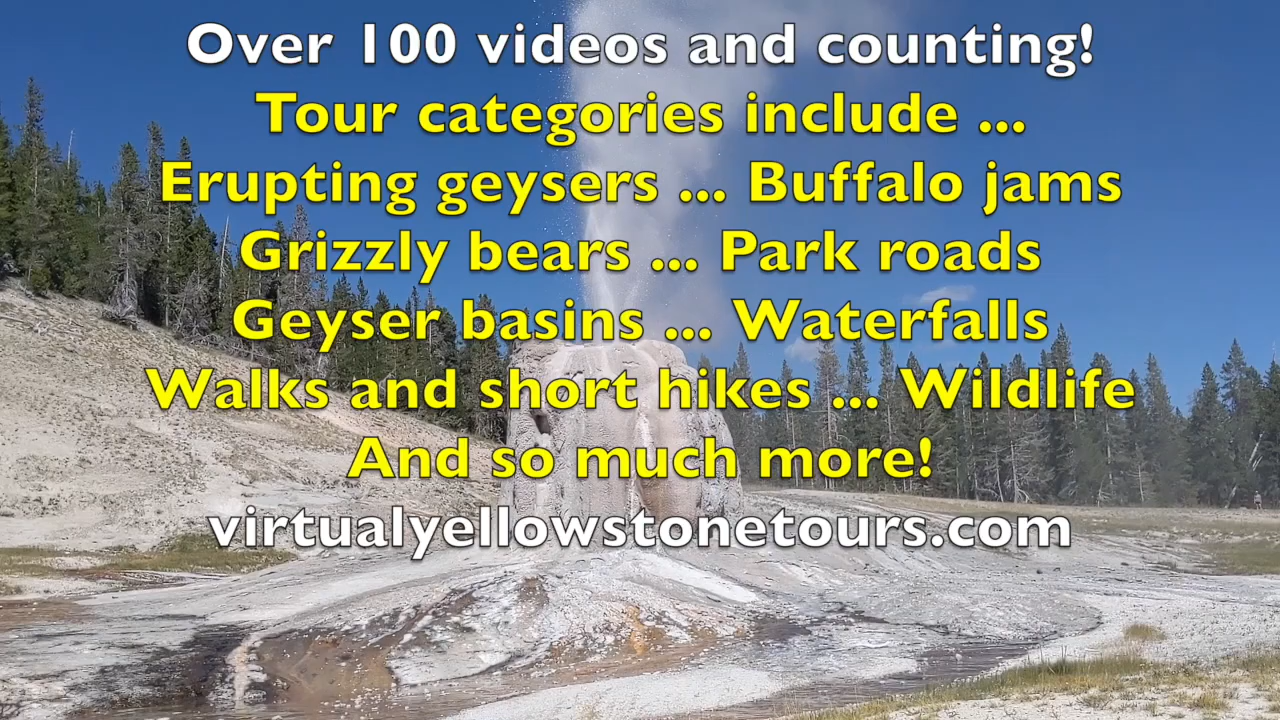 Over 100 videos and counting!
Tour categories include ...
Erupting geysers ... Buffalo jams
Grizzly bears ... Park roads
Geyser basins ... Waterfalls
Walks and short hikes ... Wildlife
And so much more!
virtualyellowstonetours.com